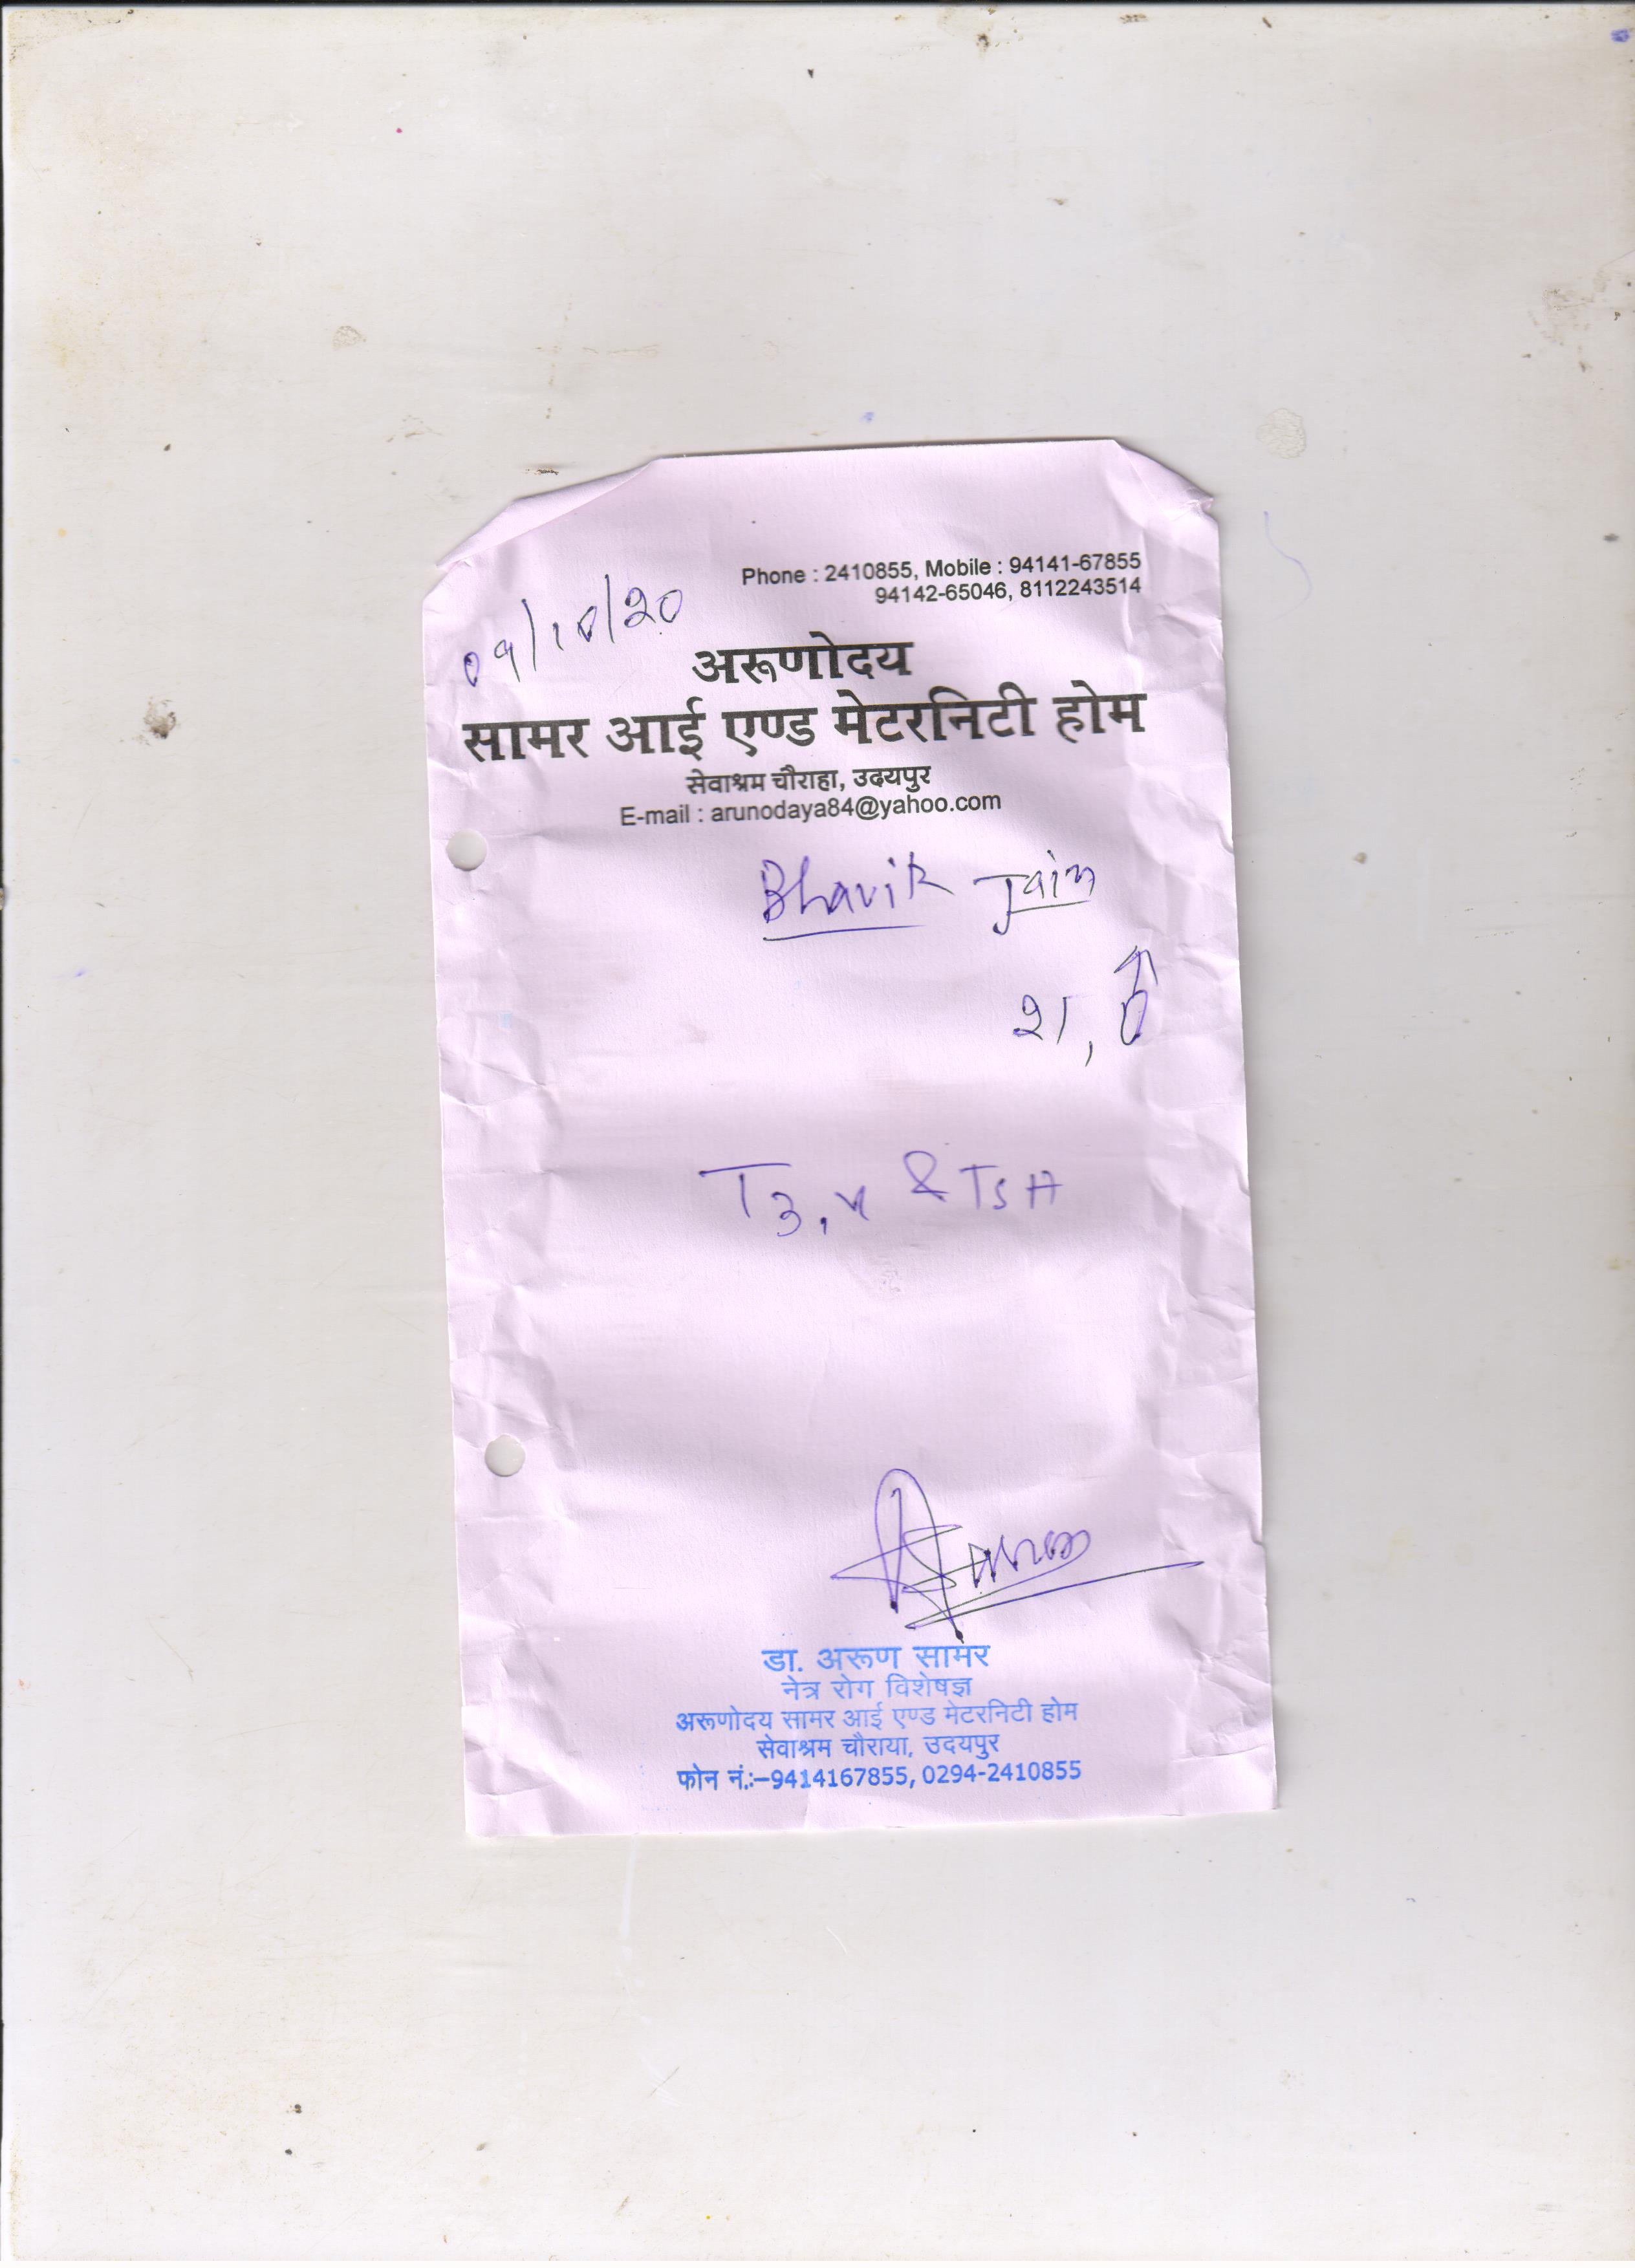 Phone : 2410855, Mobile : 94141-67855
94142-65046, 8112243514
09/10/20
अरूणोदय
सामर आई एण्ड मेटरनिटी होम
सेवाश्रम चौराहा, उदयपुर
E-mail : arunodaya84@yahoo.com
Bhavik Jain
21, ♂
T3,4 & TSH
डा. अरूण सामर
नेत्र रोग विशेषज्ञ
अरूणोदय सामर आई एण्ड मेटरनिटी होम
सेवाश्रम चौराया, उदयपुर
फोन नं.:–9414167855, 0294-2410855